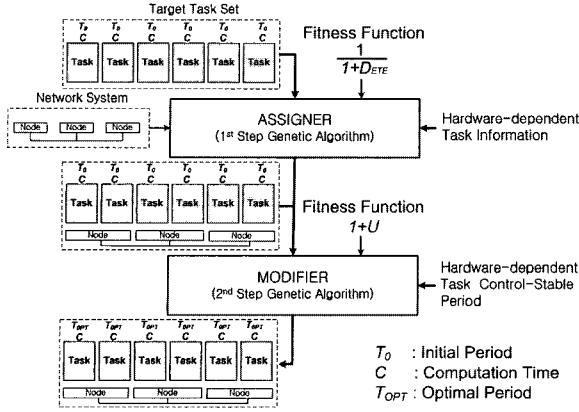 Target Task Set
T0 T0 T0 T0 T0 T0
C C C C C C
Task Task Task Task Task Task
Fitness Function
1
1+D_ETE
Network System
Node Node Node
ASSIGNER
(1st Step Genetic Algorithm)
Hardware-dependent
Task Information
T0 T0 T0 T0 T0 T0
C C C C C C
Task Task Task Task Task Task
Node Node Node
Fitness Function
1+U
MODIFIER
(2nd Step Genetic Algorithm)
Hardware-dependent
Task Control-Stable
Period
TOPT TOPT TOPT TOPT TOPT TOPT
C C C C C C
Task Task Task Task Task Task
Node Node Node
T0 : Initial Period
C : Computation Time
TOPT : Optimal Period